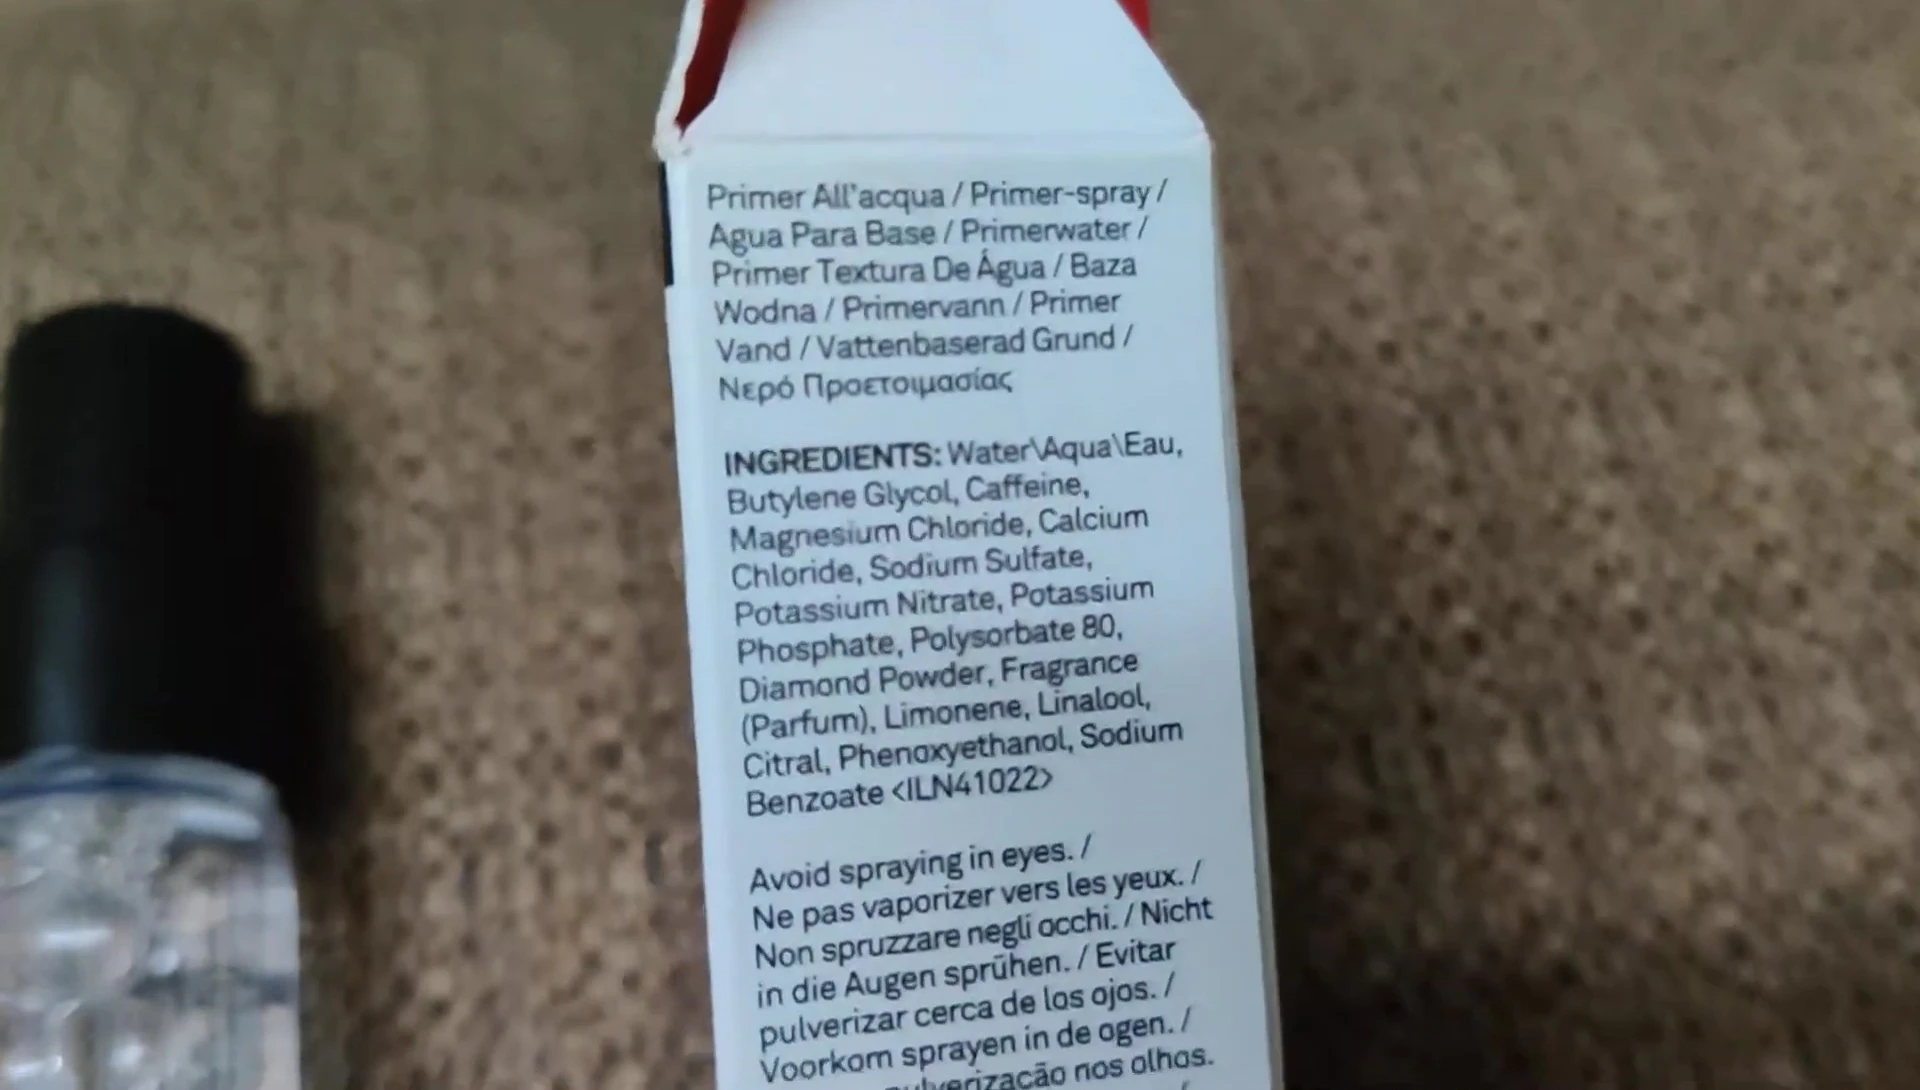 Primer All'acqua / Primer-spray /
Agua Para Base / Primerwater /
Primer Textura De Água / Baza
Wodna / Primervann / Primer
Vand / Vattenbaserad Grund /
Νερό Προετοιμασίας
INGREDIENTS: Water\Aqua\Eau,
Butylene Glycol, Caffeine,
Magnesium Chloride, Calcium
Chloride, Sodium Sulfate,
Potassium Nitrate, Potassium
Phosphate, Polysorbate 80,
Diamond Powder, Fragrance
(Parfum), Limonene, Linalool,
Citral, Phenoxyethanol, Sodium
Benzoate <ILN41022>
Avoid spraying in eyes. /
Ne pas vaporizer vers les yeux. /
Non spruzzare negli occhi. / Nicht
in die Augen sprühen. / Evitar
pulverizar cerca de los ojos. /
Voorkom sprayen in de ogen. /
nos olhos.